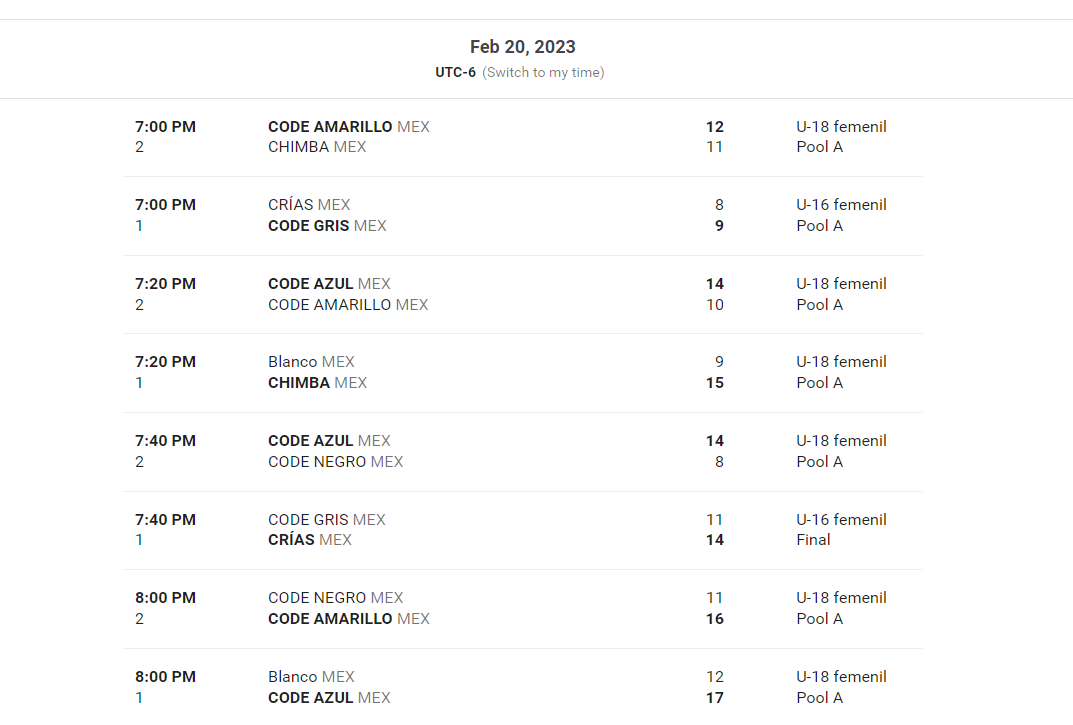 Feb 20, 2023
UTC-6 (Switch to my time)
7:00 PM CODE AMARILLO MEX 12 U-18 femenil
2 CHIMBA MEX 11 Pool A
7:00 PM CRÍAS MEX 8 U-16 femenil
1 CODE GRIS MEX 9 Pool A
7:20 PM CODE AZUL MEX 14 U-18 femenil
2 CODE AMARILLO MEX 10 Pool A
7:20 PM Blanco MEX 9 U-18 femenil
1 CHIMBA MEX 15 Pool A
7:40 PM CODE AZUL MEX 14 U-18 femenil
2 CODE NEGRO MEX 8 Pool A
7:40 PM CODE GRIS MEX 11 U-16 femenil
1 CRÍAS MEX 14 Final
8:00 PM CODE NEGRO MEX 11 U-18 femenil
2 CODE AMARILLO MEX 16 Pool A
8:00 PM Blanco MEX 12 U-18 femenil
1 CODE AZUL MEX 17 Pool A